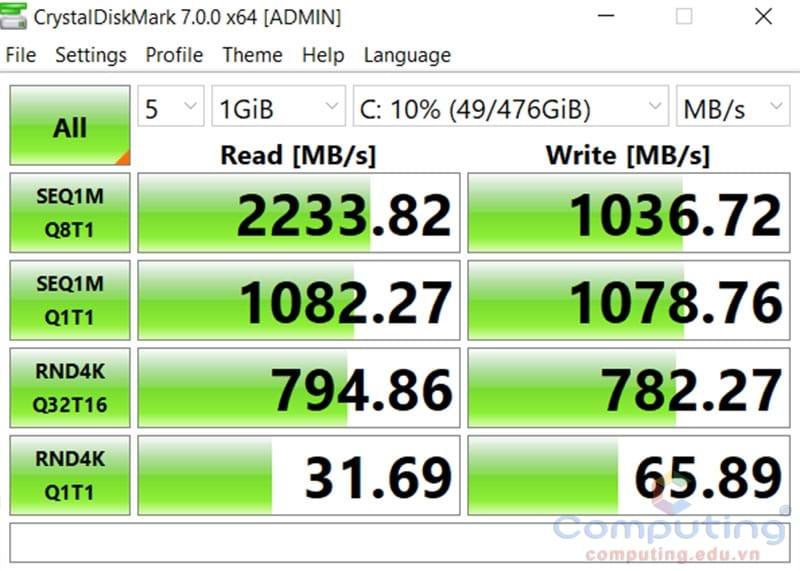 CrystalDiskMark 7.0.0 x64 [ADMIN]
File Settings Profile Theme Help Language
All 5 1GiB C: 10% (49/476GiB) MB/s
Read [MB/s] Write [MB/s]
SEQ1M
Q8T1 2233.82 1036.72
SEQ1M
Q1T1 1082.27 1078.76
RND4K
Q32T16 794.86 782.27
RND4K
Q1T1 31.69 65.89
Computing®
computing.edu.vn